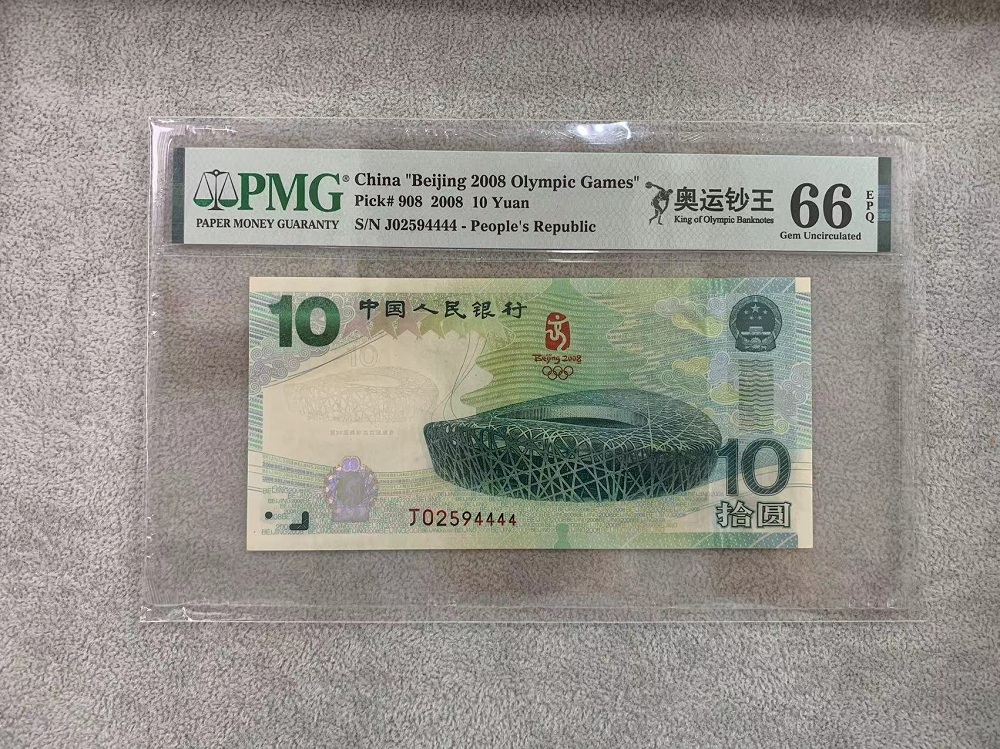 PMG®
PAPER MONEY GUARANTY
China "Beijing 2008 Olympic Games"
Pick# 908 2008 10 Yuan
S/N J02594444 - People's Republic
奥运钞王
King of Olympic Banknotes
66
EPQ
Gem Uncirculated
10
中国人民银行
Beijing 2008
10
J02594444
10
拾圆